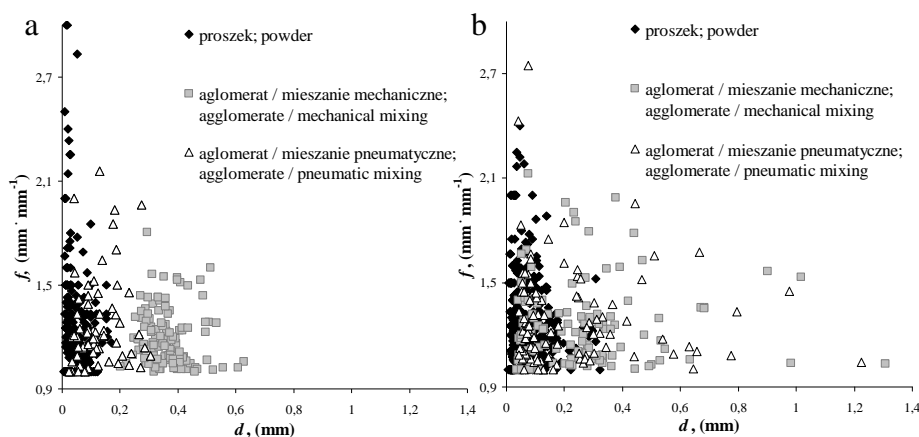 a
proszek; powder
aglomerat / mieszanie mechaniczne;
agglomerate / mechanical mixing
aglomerat / mieszanie pneumatyczne;
agglomerate / pneumatic mixing
f, (mm· mm⁻¹)
2,7
2,1
1,5
0,9
0
0,2
0,4
0,6
0,8
1
1,2
1,4
d , (mm)
b
proszek; powder
aglomerat / mieszanie mechaniczne;
agglomerate / mechanical mixing
aglomerat / mieszanie pneumatyczne;
agglomerate / pneumatic mixing
f , (mm· mm⁻¹)
2,7
2,1
1,5
0,9
0
0,2
0,4
0,6
0,8
1
1,2
1,4
d , (mm)